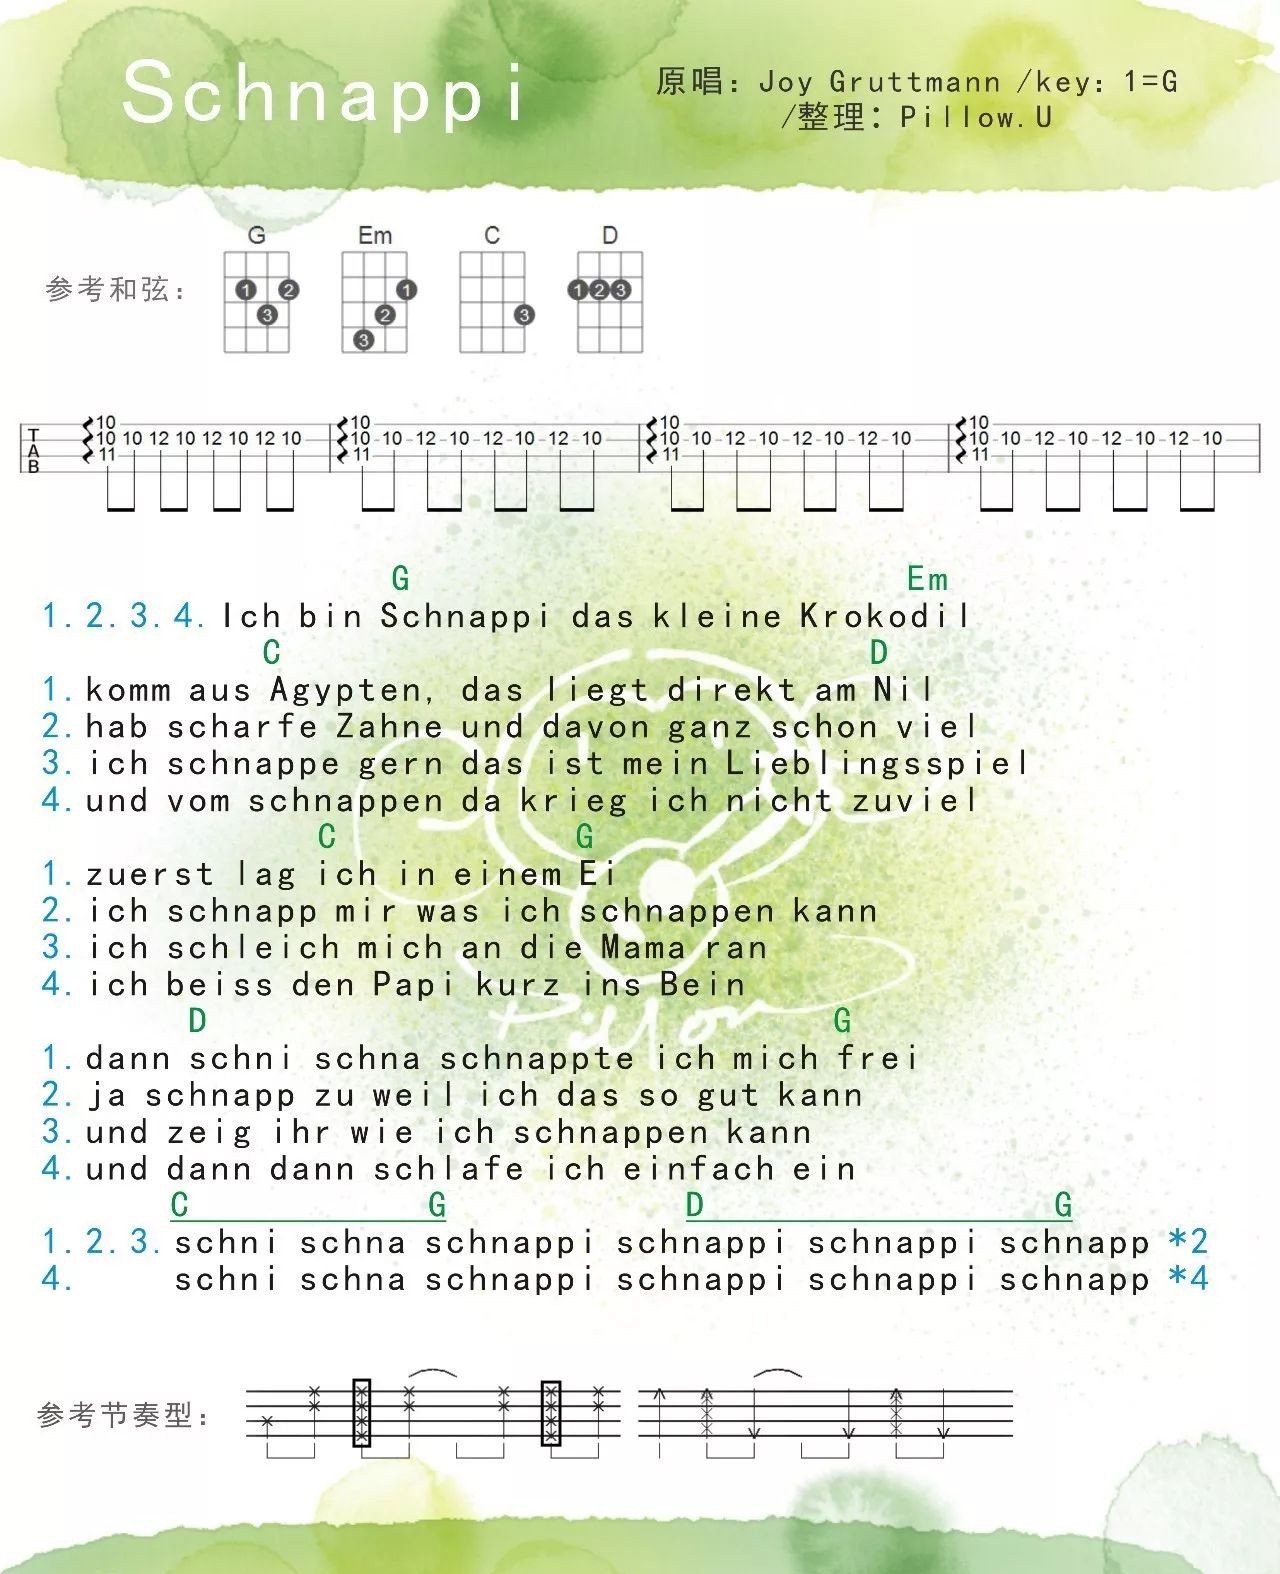 Schnappi
原唱：Joy Gruttmann /key：1=G
/整理：Pillow.U
G Em C D
参考和弦：
1 2 3 1 2 3 3 1 2 3
10 10 10 10
10 10 12 10 12 10 12 10 10 10 12 10 12 10 12 10 10 10 12 10 12 10 12 10 10 10 12 10 12 10 12 10
11 11 11 11
TAB
G Em
1.2.3.4. Ich bin Schnappi das kleine Krokodil
C D
1. komm aus Agypten, das liegt direkt am Nil
2. hab scharfe Zahne und davon ganz schon viel
3. ich schnappe gern das ist mein Lieblingsspiel
4. und vom schnappen da krieg ich nicht zuviel
C G
1. zuerst lag ich in einem Ei
2. ich schnapp mir was ich schnappen kann
3. ich schleich mich an die Mama ran
4. ich beiss den Papi kurz ins Bein
Pillow
D G
1. dann schni schna schnappte ich mich frei
2. ja schnapp zu weil ich das so gut kann
3. und zeig ihr wie ich schnappen kann
4. und dann dann schlafe ich einfach ein
C G D G
1.2.3. schni schna schnappi schnappi schnappi schnapp *2
4. schni schna schnappi schnappi schnappi schnapp *4
参考节奏型：